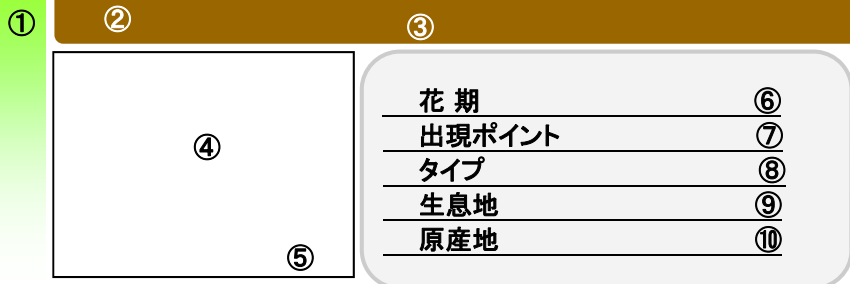 ①
②
③
④
⑤
花 期 ⑥
出現ポイント ⑦
タイプ ⑧
生息地 ⑨
原産地 ⑩